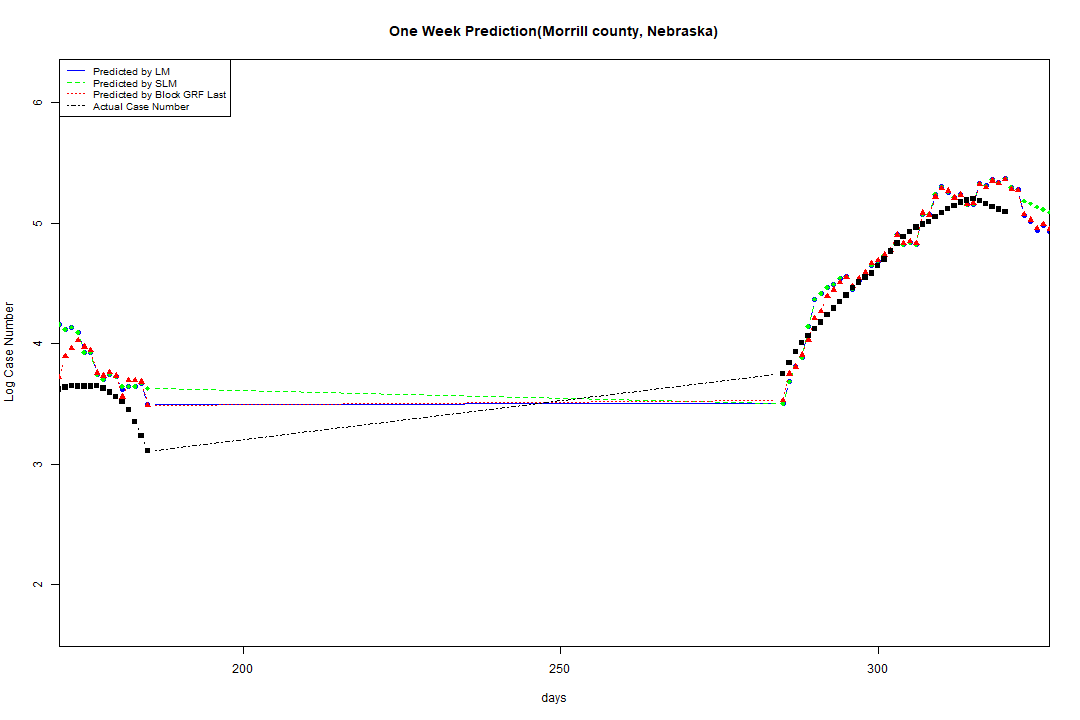 One Week Prediction(Morrill county, Nebraska)
Predicted by LM
Predicted by SLM
Predicted by Block GRF Last
Actual Case Number
6
5
4
3
2
Log Case Number
200
250
300
days